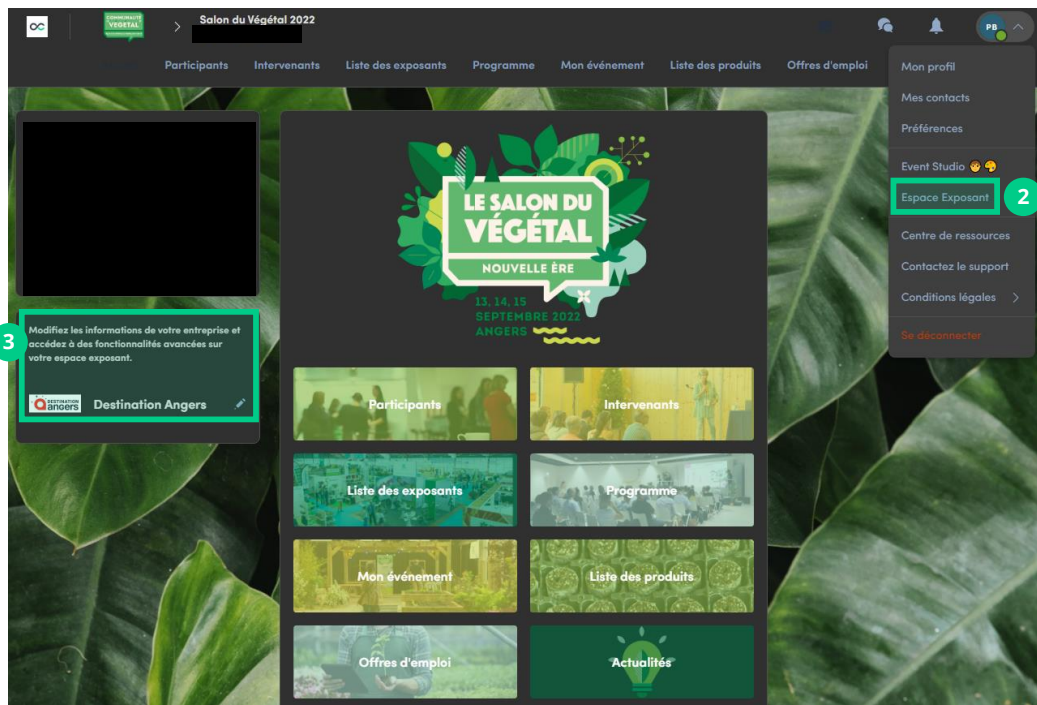 COMMUNAUTÉ
VÉGÉTAL
Salon du Végétal 2022
PB
Participants
Intervenants
Liste des exposants
Programme
Mon événement
Liste des produits
Offres d'emploi
Mon profil
Mes contacts
Préférences
Event Studio 🧑‍🎨
Espace Exposant
2
Centre de ressources
Contactez le support
Conditions légales
Se déconnecter
LE SALON DU
VÉGÉTAL
NOUVELLE ÈRE
13, 14, 15
SEPTEMBRE 2022
ANGERS
3
Modifiez les informations de votre entreprise et
accédez à des fonctionnalités avancées sur
votre espace exposant.
DESTINATION
angers
Destination Angers
Participants
Intervenants
Liste des exposants
Programme
Mon événement
Liste des produits
Offres d'emploi
Actualités